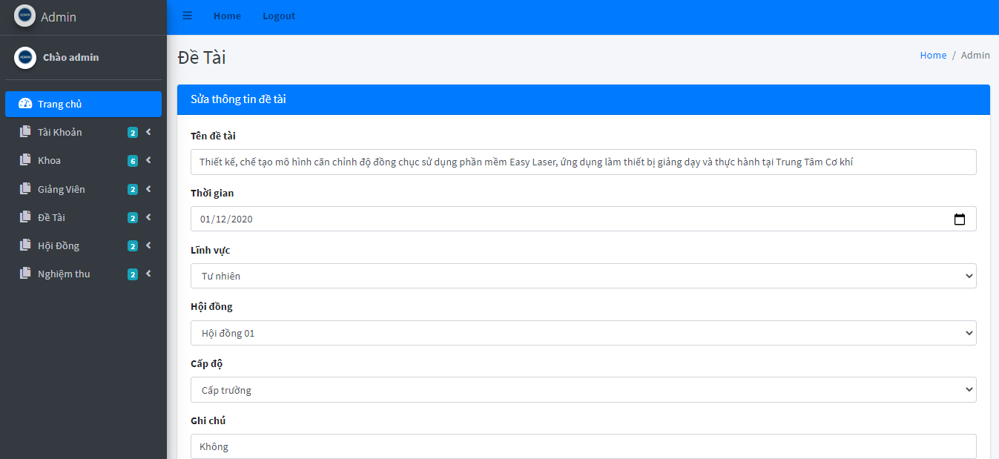 Admin
Home
Logout
Chào admin
Trang chủ
Tài Khoản 2
Khoa 6
Giảng Viên 2
Đề Tài 2
Hội Đồng 2
Nghiệm thu 2
Đề Tài
Home / Admin
Sửa thông tin đề tài
Tên đề tài
Thiết kế, chế tạo mô hình căn chỉnh độ đồng chục sử dụng phần mềm Easy Laser, ứng dụng làm thiết bị giảng dạy và thực hành tại Trung Tâm Cơ khí
Thời gian
01/12/2020
Lĩnh vực
Tư nhiên
Hội đồng
Hội đồng 01
Cấp độ
Cấp trường
Ghi chú
Không